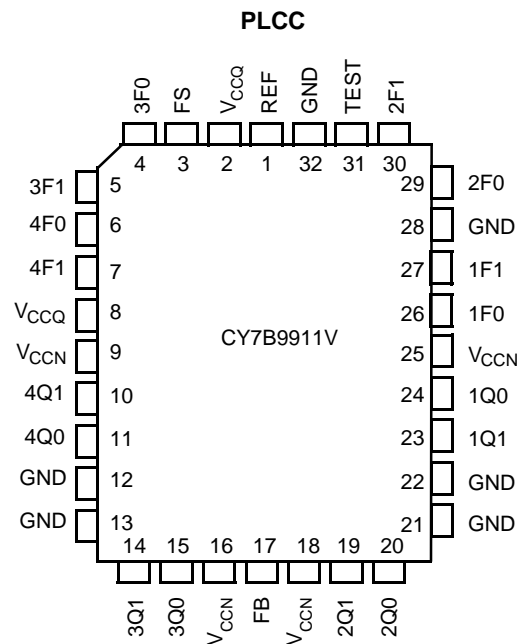 PLCC
3F0
FS
VCCQ
REF
GND
TEST
2F1
4
3
2
1
32
31
30
3F1
5
4F0
6
4F1
7
VCCQ
8
VCCN
9
4Q1
10
4Q0
11
GND
12
GND
13
CY7B9911V
29
2F0
28
GND
27
1F1
26
1F0
25
VCCN
24
1Q0
23
1Q1
22
GND
21
GND
14
15
16
17
18
19
20
3Q1
3Q0
VCCN
FB
VCCN
2Q1
2Q0